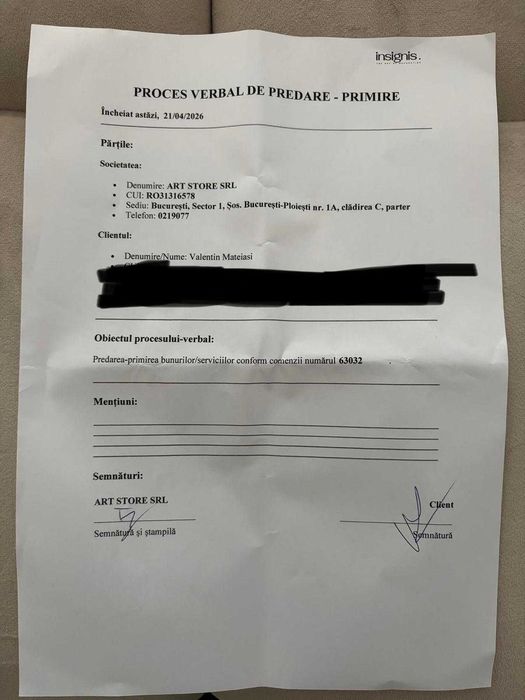 insignis.
PROCES VERBAL DE PREDARE - PRIMIRE
Încheiat astăzi, 21/04/2026
Părțile:
Societatea:
• Denumire: ART STORE SRL
• CUI: RO31316578
• Sediu: București, Sector 1, Șos. București-Ploiești nr. 1A, clădirea C, parter
• Telefon: 0219077
Clientul:
• Denumire/Nume: Valentin Mateiasi
Obiectul procesului-verbal:
Predarea-primirea bunurilor/serviciilor conform comenzii numărul 63032
Mențiuni:
Semnături:
ART STORE SRL
Client
Semnătură și ștampilă
Semnătură